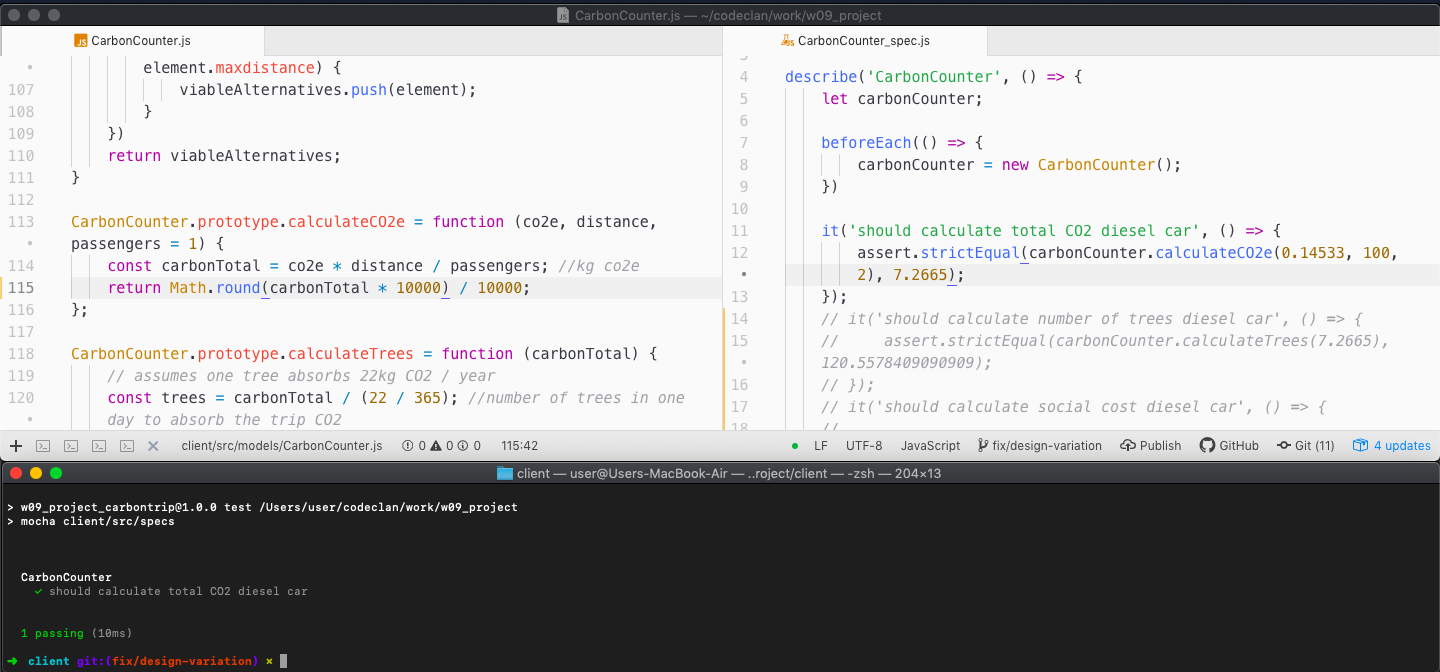 CarbonCounter.js — ~/codeclan/work/w09_project
JS CarbonCounter.js
• element.maxdistance) {
107 viableAlternatives.push(element);
108 }
109 })
110 return viableAlternatives;
111 }
112
113 CarbonCounter.prototype.calculateCO2e = function (co2e, distance,
• passengers = 1) {
114 const carbonTotal = co2e * distance / passengers; //kg co2e
115 return Math.round(carbonTotal * 10000) / 10000;
116 };
117
118 CarbonCounter.prototype.calculateTrees = function (carbonTotal) {
119 // assumes one tree absorbs 22kg CO2 / year
120 const trees = carbonTotal / (22 / 365); //number of trees in one
• day to absorb the trip CO2
JS CarbonCounter_spec.js
3
4 describe('CarbonCounter', () => {
5 let carbonCounter;
6
7 beforeEach(() => {
8 carbonCounter = new CarbonCounter();
9 })
10
11 it('should calculate total CO2 diesel car', () => {
12 assert.strictEqual(carbonCounter.calculateCO2e(0.14533, 100,
• 2), 7.2665);
13 });
14 // it('should calculate number of trees diesel car', () => {
15 // assert.strictEqual(carbonCounter.calculateTrees(7.2665),
• 120.5578409090909);
16 // });
17 // it('should calculate social cost diesel car', () => {
18 //
client/src/models/CarbonCounter.js 0 0 0 115:42 LF UTF-8 JavaScript fix/design-variation Publish GitHub Git (11) 4 updates
client — user@Users-MacBook-Air — ..roject/client — -zsh — 204×13
> w09_project_carbontrip@1.0.0 test /Users/user/codeclan/work/w09_project
> mocha client/src/specs
CarbonCounter
✓ should calculate total CO2 diesel car
1 passing (10ms)
➜ client git:(fix/design-variation) ×